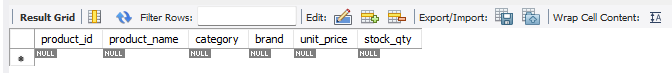 Result Grid Filter Rows: Edit: Export/Import: Wrap Cell Content:
product_id product_name category brand unit_price stock_qty
NULL NULL NULL NULL NULL NULL